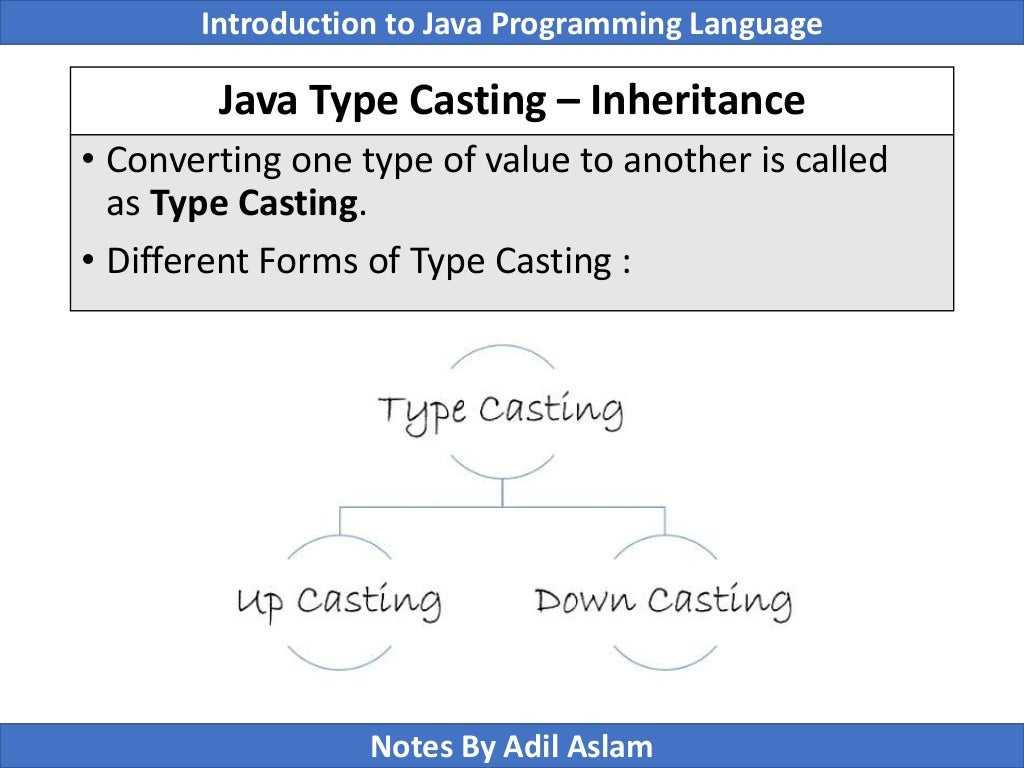 Introduction to Java Programming Language
Java Type Casting – Inheritance
• Converting one type of value to another is called
as Type Casting.
• Different Forms of Type Casting :
Type Casting
Up Casting
Down Casting
Notes By Adil Aslam